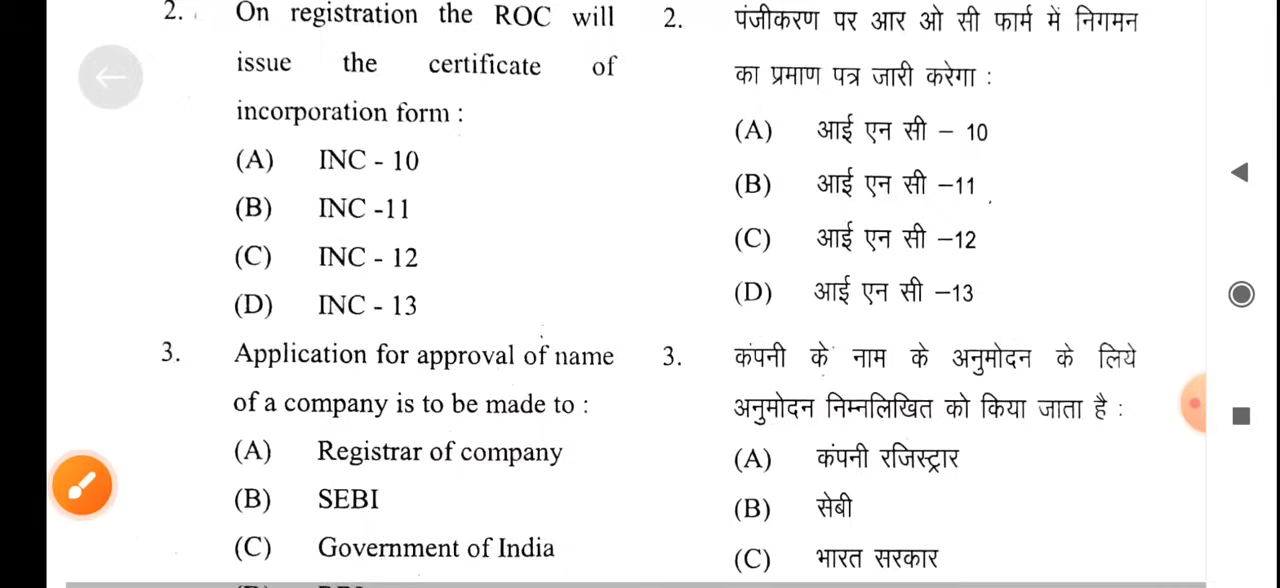 2. On registration the ROC will
issue the certificate of
incorporation form :
(A) INC - 10
(B) INC -11
(C) INC - 12
(D) INC - 13
3. Application for approval of name
of a company is to be made to :
(A) Registrar of company
(B) SEBI
(C) Government of India
2. पंजीकरण पर आर ओ सी फार्म में निगमन
का प्रमाण पत्र जारी करेगा :
(A) आई एन सी – 10
(B) आई एन सी –11
(C) आई एन सी –12
(D) आई एन सी –13
3. कंपनी के नाम के अनुमोदन के लिये
अनुमोदन निम्नलिखित को किया जाता है :
(A) कंपनी रजिस्ट्रार
(B) सेबी
(C) भारत सरकार